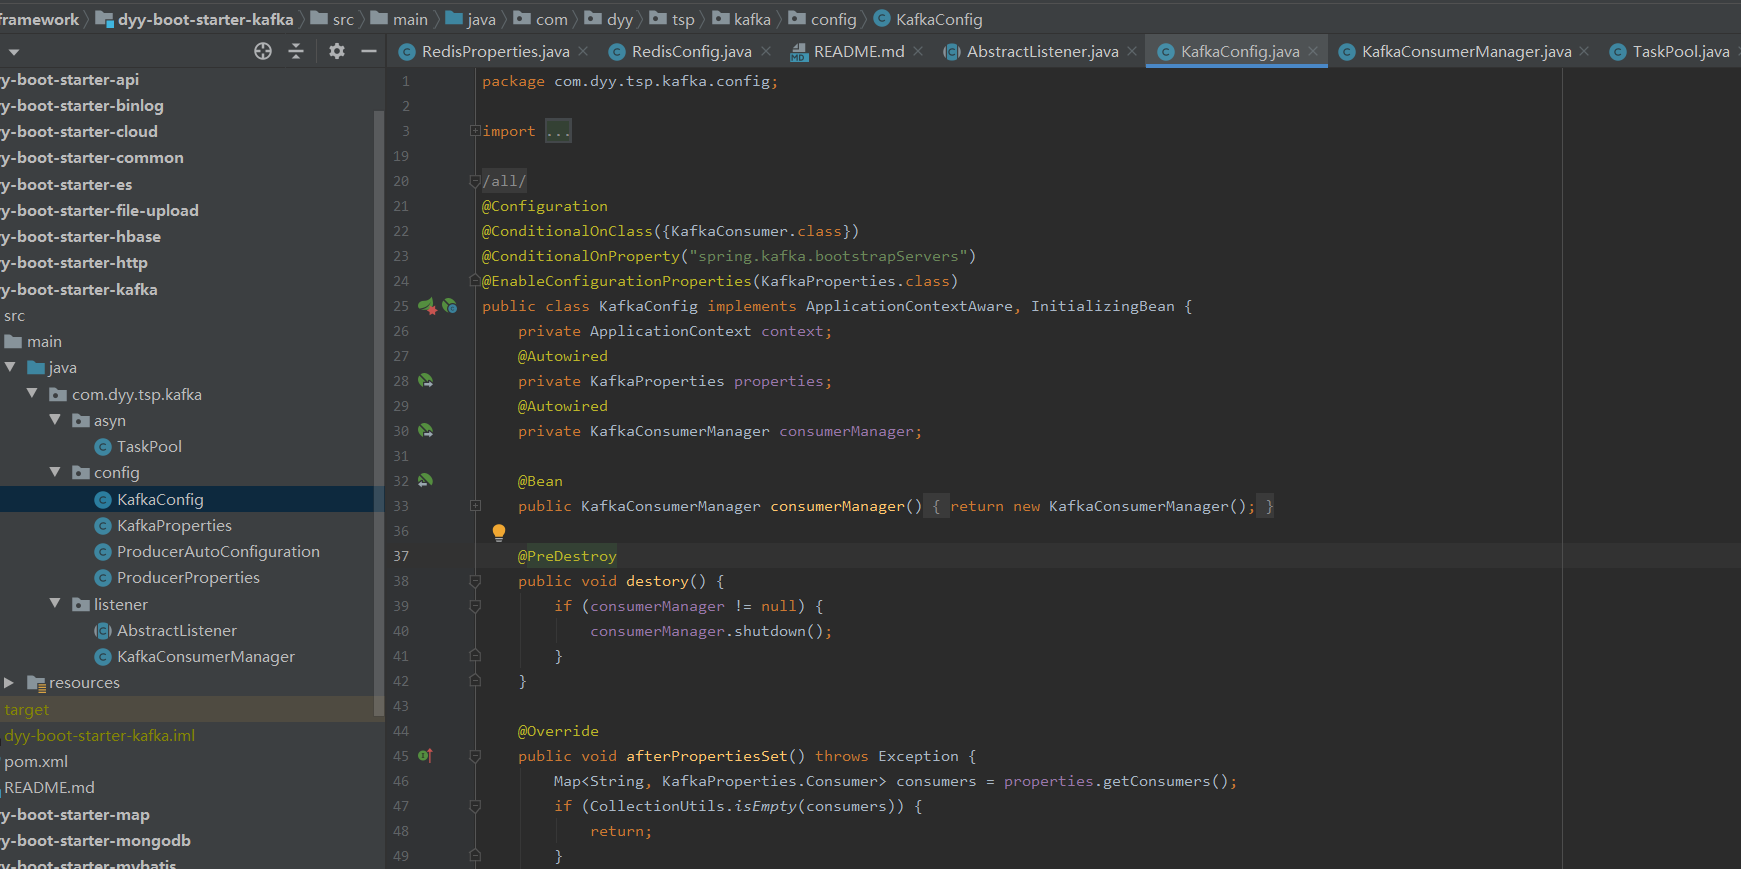 framework dyy-boot-starter-kafka src main java com dyy tsp kafka config KafkaConfig
RedisProperties.java RedisConfig.java README.md AbstractListener.java KafkaConfig.java KafkaConsumerManager.java TaskPool.java
y-boot-starter-api
y-boot-starter-binlog
y-boot-starter-cloud
y-boot-starter-common
y-boot-starter-es
y-boot-starter-file-upload
y-boot-starter-hbase
y-boot-starter-http
y-boot-starter-kafka
src
main
java
com.dyy.tsp.kafka
asyn
TaskPool
config
KafkaConfig
KafkaProperties
ProducerAutoConfiguration
ProducerProperties
listener
AbstractListener
KafkaConsumerManager
resources
target
dyy-boot-starter-kafka.iml
pom.xml
README.md
y-boot-starter-map
y-boot-starter-mongodb
y-boot-starter-mybatis
1 package com.dyy.tsp.kafka.config;
2
3 import ...
19
20 /all/
21 @Configuration
22 @ConditionalOnClass({KafkaConsumer.class})
23 @ConditionalOnProperty("spring.kafka.bootstrapServers")
24 @EnableConfigurationProperties(KafkaProperties.class)
25 public class KafkaConfig implements ApplicationContextAware, InitializingBean {
26 private ApplicationContext context;
27 @Autowired
28 private KafkaProperties properties;
29 @Autowired
30 private KafkaConsumerManager consumerManager;
31
32 @Bean
33 public KafkaConsumerManager consumerManager() { return new KafkaConsumerManager(); }
36
37 @PreDestroy
38 public void destory() {
39 if (consumerManager != null) {
40 consumerManager.shutdown();
41 }
42 }
43
44 @Override
45 public void afterPropertiesSet() throws Exception {
46 Map<String, KafkaProperties.Consumer> consumers = properties.getConsumers();
47 if (CollectionUtils.isEmpty(consumers)) {
48 return;
49 }